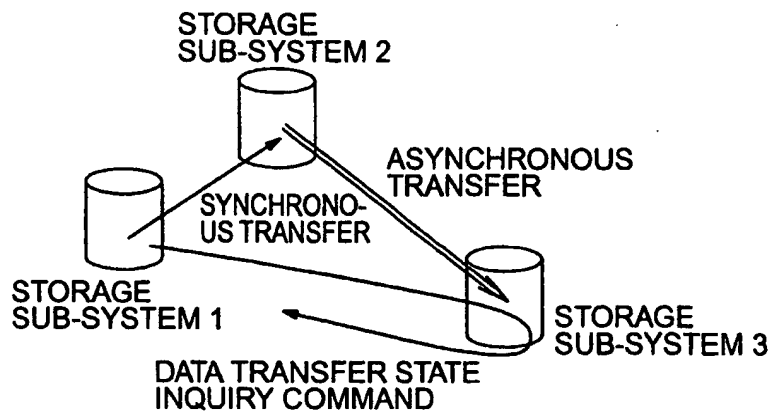 STORAGE
SUB-SYSTEM 2
ASYNCHRONOUS
TRANSFER
SYNCHRONO-
US TRANSFER
STORAGE
SUB-SYSTEM 1
STORAGE
SUB-SYSTEM 3
DATA TRANSFER STATE
INQUIRY COMMAND